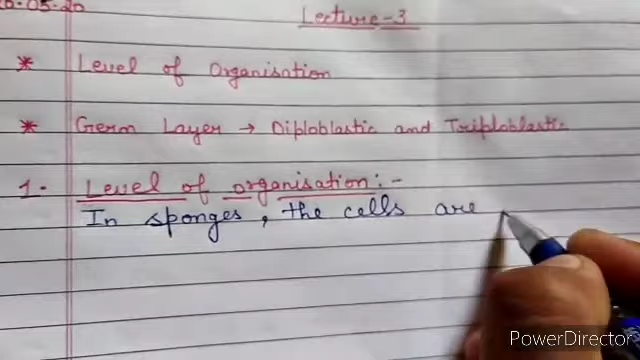 Lecture-3
* Level of Organisation
* Germ Layer → Diploblastic and Triploblastic
1. Level of organisation:-
In sponges, the cells are
PowerDirector